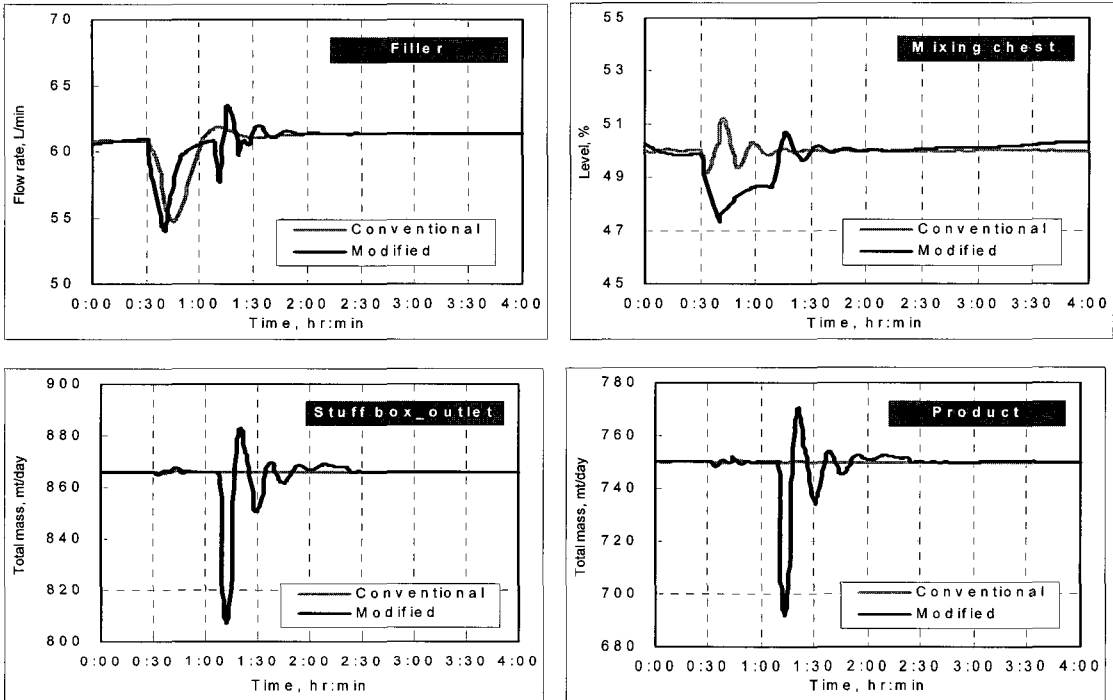 Filler
Flow rate, L/min
70
65
60
55
50
Conventional
Modified
0:00 0:30 1:00 1:30 2:00 2:30 3:00 3:30 4:00
Time, hr:min
Mixing chest
Level, %
55
53
51
49
47
45
Conventional
Modified
0:00 0:30 1:00 1:30 2:00 2:30 3:00 3:30 4:00
Time, hr:min
Stuff box_outlet
Total mass, mt/day
900
880
860
840
820
800
Conventional
Modified
0:00 0:30 1:00 1:30 2:00 2:30 3:00 3:30 4:00
Time, hr:min
Product
Total mass, mt/day
780
760
740
720
700
680
Conventional
Modified
0:00 0:30 1:00 1:30 2:00 2:30 3:00 3:30 4:00
Time, hr:min